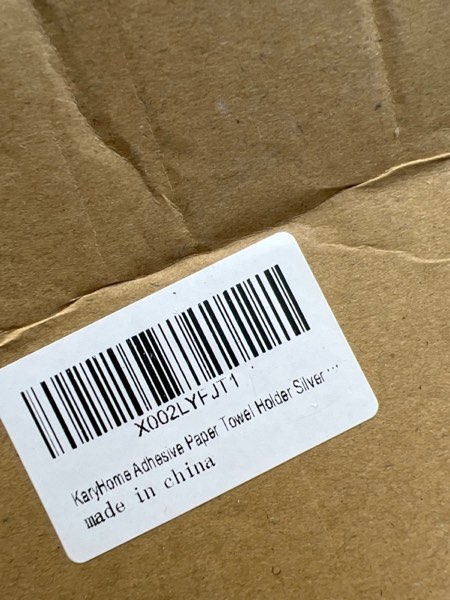 X002LYFJT1
KaryHome Adhesive Paper Towel Holder Silver ...
made in china